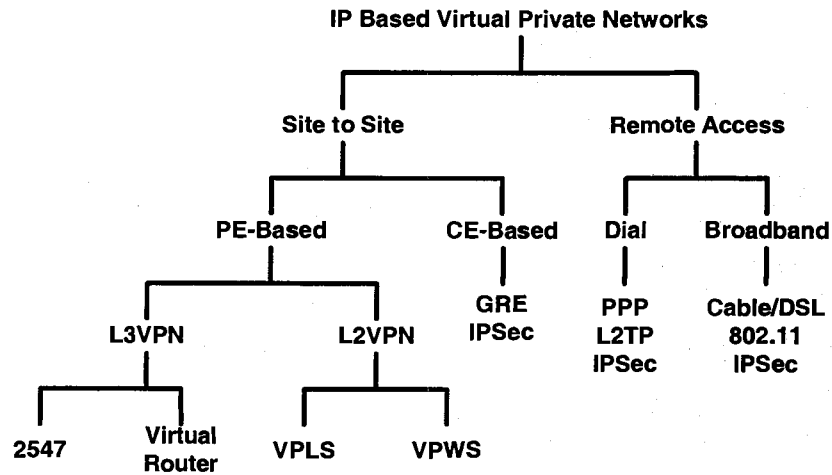 IP Based Virtual Private Networks
Site to Site
Remote Access
PE-Based
CE-Based
Dial
Broadband
GRE
IPSec
PPP
L2TP
IPSec
Cable/DSL
802.11
IPSec
L3VPN
L2VPN
2547
Virtual
Router
VPLS
VPWS